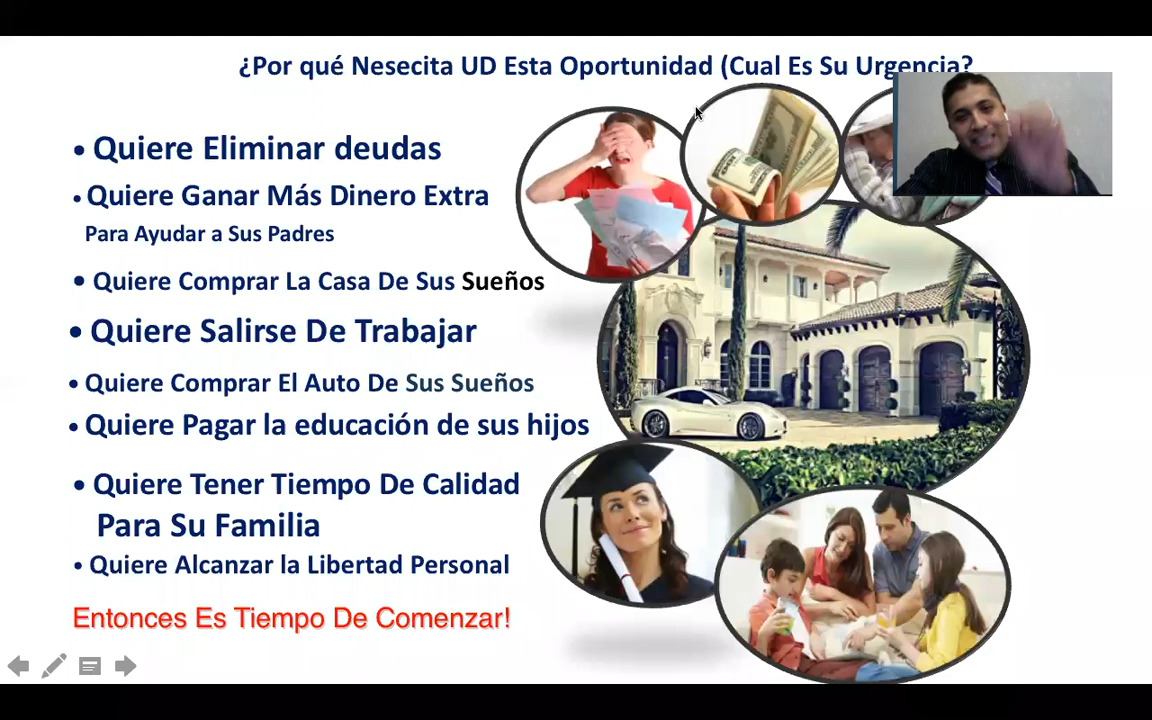 ¿Por qué Nesecita UD Esta Oportunidad (Cual Es Su Urgencia?
• Quiere Eliminar deudas
• Quiere Ganar Más Dinero Extra
Para Ayudar a Sus Padres
• Quiere Comprar La Casa De Sus Sueños
• Quiere Salirse De Trabajar
• Quiere Comprar El Auto De Sus Sueños
• Quiere Pagar la educación de sus hijos
• Quiere Tener Tiempo De Calidad
Para Su Familia
• Quiere Alcanzar la Libertad Personal
Entonces Es Tiempo De Comenzar!